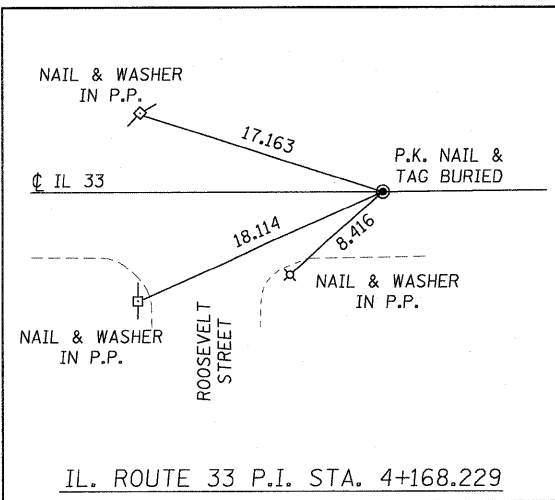 NAIL & WASHER
IN P.P.
17.163
P.K. NAIL &
TAG BURIED
℄ IL 33
18.114
8.416
NAIL & WASHER
IN P.P.
NAIL & WASHER
IN P.P.
ROOSEVELT
STREET
IL. ROUTE 33 P.I. STA. 4+168.229